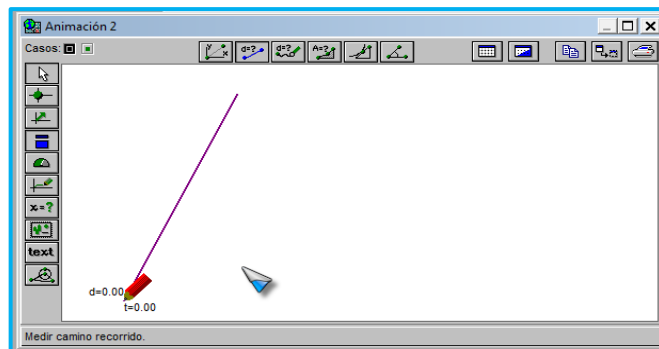 Animación 2
Casos:
y x
d=?
d=?
A=?
x=?
text
d=0.00
t=0.00
Medir camino recorrido.